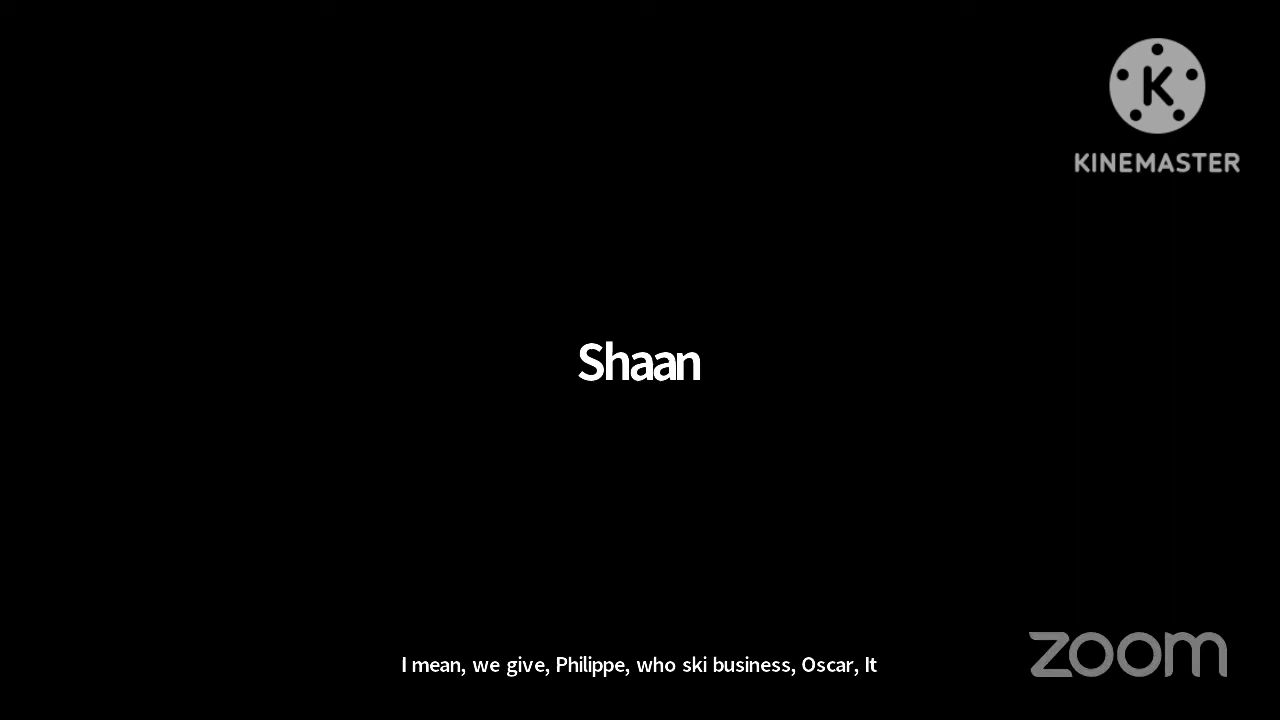 K
KINEMASTER
Shaan
I mean, we give, Philippe, who ski business, Oscar, It
zoom